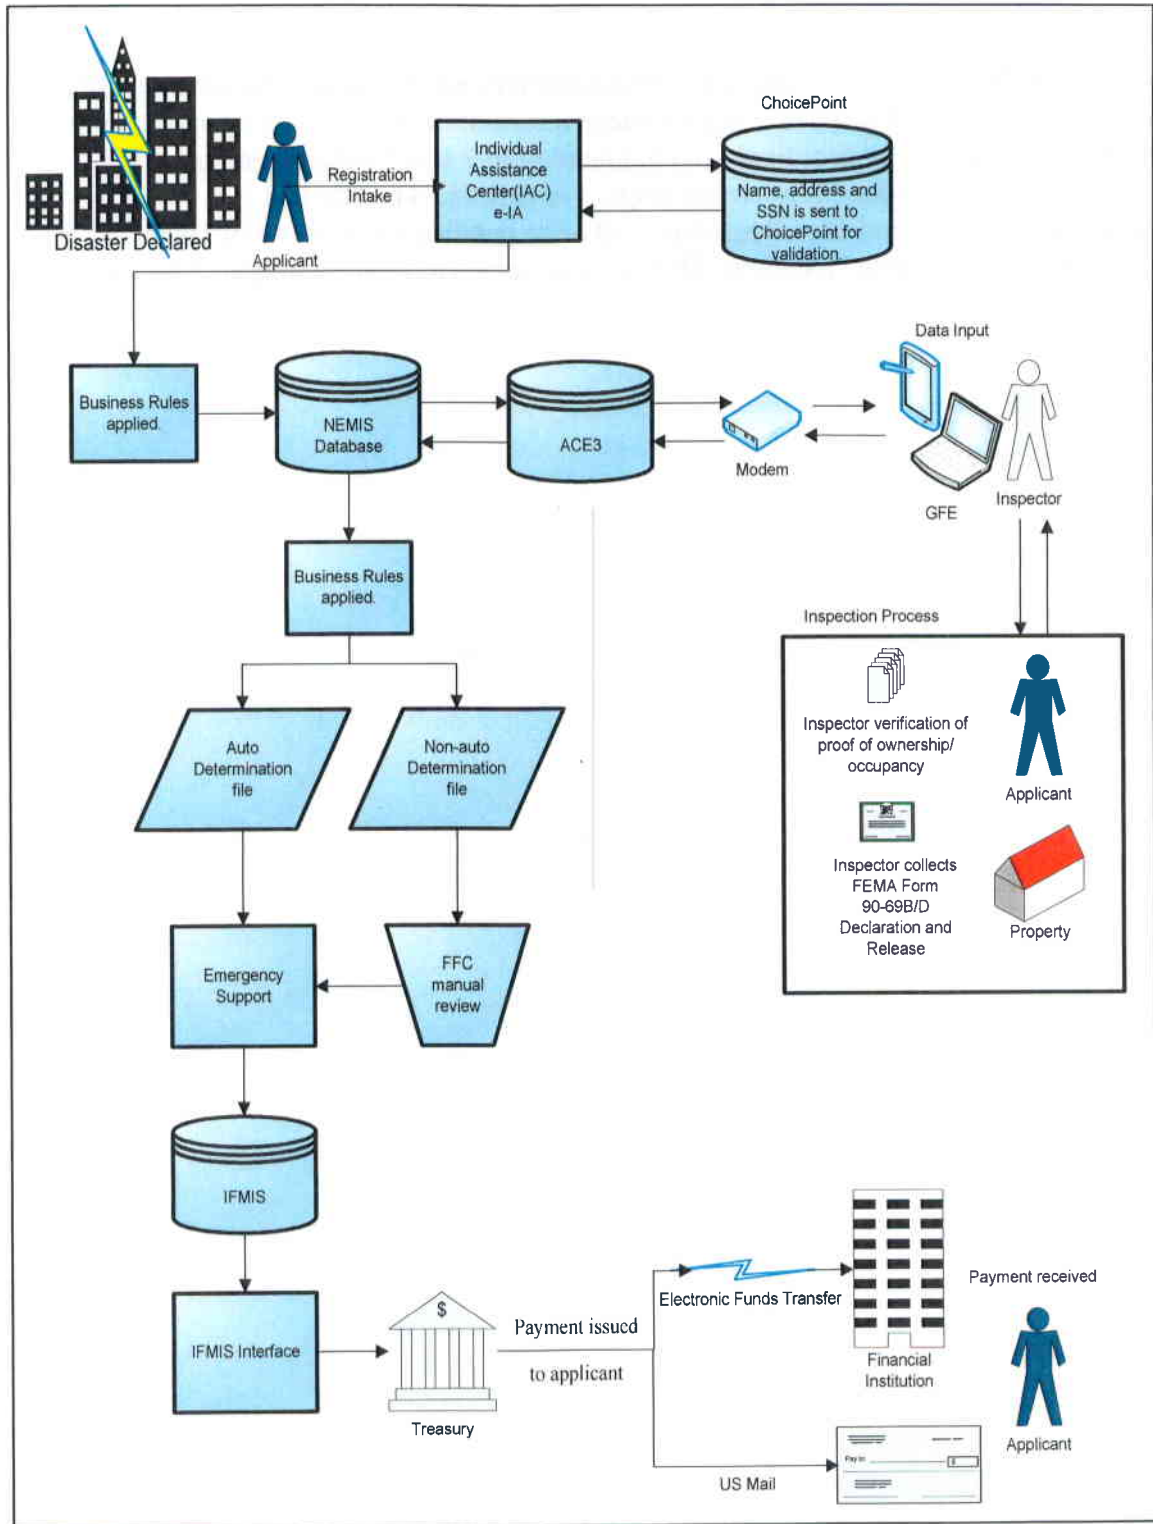 ChoicePoint
Individual
Assistance
Center(IAC)
e-IA
Registration
Intake
Name, address and
SSN is sent to
ChoicePoint for
validation.
Disaster Declared
Applicant
Data Input
Business Rules
applied.
NEMIS
Database
ACE3
Modem
GFE
Inspector
Business Rules
applied.
Inspection Process
Inspector verification of
proof of ownership/
occupancy
Applicant
Auto
Determination
file
Non-auto
Determination
file
Inspector collects
FEMA Form
90-69B/D
Declaration and
Release
Property
Emergency
Support
FFC
manual
review
IFMIS
Electronic Funds Transfer
Payment received
IFMIS Interface
$
Treasury
Payment issued
to applicant
Financial
Institution
Applicant
US Mail
Pay to
$